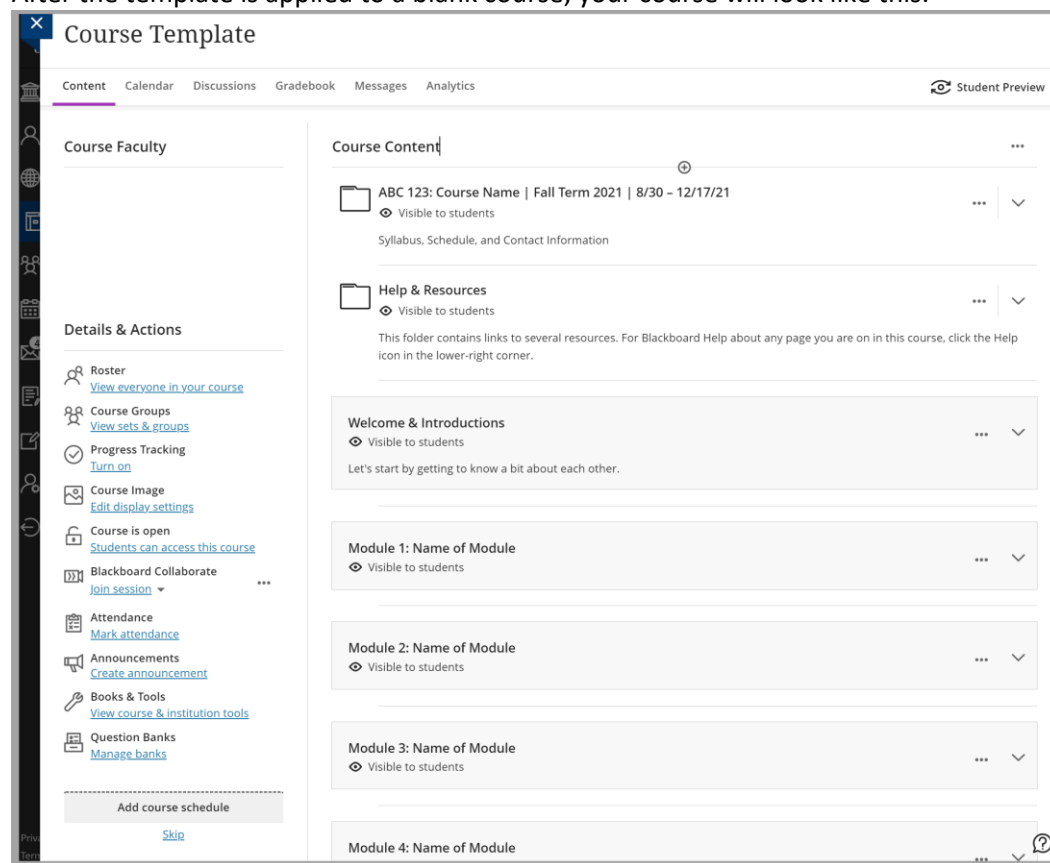 After the template is applied to a blank course, your course will look like this:
Course Template
Content Calendar Discussions Gradebook Messages Analytics Student Preview
Course Faculty
Details & Actions
Roster
View everyone in your course
Course Groups
View sets & groups
Progress Tracking
Turn on
Course Image
Edit display settings
Course is open
Students can access this course
Blackboard Collaborate
Join session
Attendance
Mark attendance
Announcements
Create announcement
Books & Tools
View course & institution tools
Question Banks
Manage banks
Add course schedule
Skip
Course Content
ABC 123: Course Name | Fall Term 2021 | 8/30 – 12/17/21
Visible to students
Syllabus, Schedule, and Contact Information
Help & Resources
Visible to students
This folder contains links to several resources. For Blackboard Help about any page you are on in this course, click the Help
icon in the lower-right corner.
Welcome & Introductions
Visible to students
Let's start by getting to know a bit about each other.
Module 1: Name of Module
Visible to students
Module 2: Name of Module
Visible to students
Module 3: Name of Module
Visible to students
Module 4: Name of Module